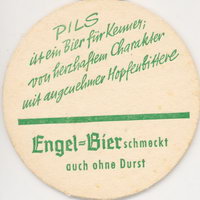 PILS
ist ein Bier für Kenner;
von herzhaftem Charakter
mit angenehmer Hopfenbittere
Engel=Bier schmeckt
auch ohne Durst